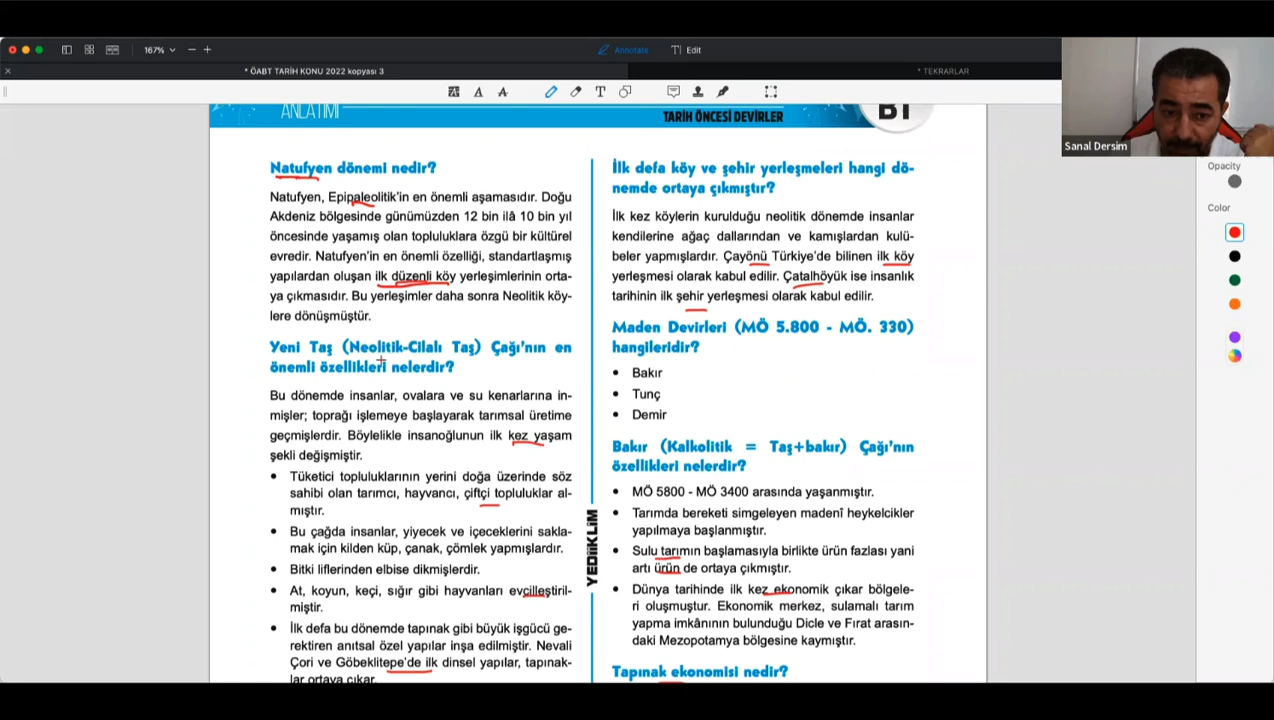 167%
Annotate
Edit
* ÖABT TARİH KONU 2022 kopyası 3
* TEKRARLAR
Sanal Dersim
Opacity
Color
ANLATIMI
TARİH ÖNCESİ DEVİRLER
B1
Natufyen dönemi nedir?
Natufyen, Epipaleolitik'in en önemli aşamasıdır. Doğu
Akdeniz bölgesinde günümüzden 12 bin ilâ 10 bin yıl
öncesinde yaşamış olan topluluklara özgü bir kültürel
evredir. Natufyen'in en önemli özelliği, standartlaşmış
yapılardan oluşan ilk düzenli köy yerleşimlerinin orta-
ya çıkmasıdır. Bu yerleşimler daha sonra Neolitik köy-
lere dönüşmüştür.
Yeni Taş (Neolitik-Cilalı Taş) Çağı'nın en
önemli özellikleri nelerdir?
Bu dönemde insanlar, ovalara ve su kenarlarına in-
mişler; toprağı işlemeye başlayarak tarımsal üretime
geçmişlerdir. Böylelikle insanoğlunun ilk kez yaşam
şekli değişmiştir.
• Tüketici topluluklarının yerini doğa üzerinde söz
sahibi olan tarımcı, hayvancı, çiftçi topluluklar al-
mıştır.
• Bu çağda insanlar, yiyecek ve içeceklerini sakla-
mak için kilden küp, çanak, çömlek yapmışlardır.
• Bitki liflerinden elbise dikmişlerdir.
• At, koyun, keçi, sığır gibi hayvanları evcilleştiril-
miştir.
• İlk defa bu dönemde tapınak gibi büyük işgücü ge-
rektiren anıtsal özel yapılar inşa edilmiştir. Nevali
Çori ve Göbeklitepe'de ilk dinsel yapılar, tapınak-
lar ortaya çıkar.
YEDİİKLİM
İlk defa köy ve şehir yerleşmeleri hangi dö-
nemde ortaya çıkmıştır?
İlk kez köylerin kurulduğu neolitik dönemde insanlar
kendilerine ağaç dallarından ve kamışlardan kulü-
beler yapmışlardır. Çayönü Türkiye'de bilinen ilk köy
yerleşmesi olarak kabul edilir. Çatalhöyük ise insanlık
tarihinin ilk şehir yerleşmesi olarak kabul edilir.
Maden Devirleri (MÖ 5.800 - MÖ. 330)
hangileridir?
• Bakır
• Tunç
• Demir
Bakır (Kalkolitik = Taş+bakır) Çağı'nın
özellikleri nelerdir?
• MÖ 5800 - MÖ 3400 arasında yaşanmıştır.
• Tarımda bereketi simgeleyen madenî heykelcikler
yapılmaya başlanmıştır.
• Sulu tarımın başlamasıyla birlikte ürün fazlası yani
artı ürün de ortaya çıkmıştır.
• Dünya tarihinde ilk kez ekonomik çıkar bölgele-
ri oluşmuştur. Ekonomik merkez, sulamalı tarım
yapma imkânının bulunduğu Dicle ve Fırat arasın-
daki Mezopotamya bölgesine kaymıştır.
Tapınak ekonomisi nedir?